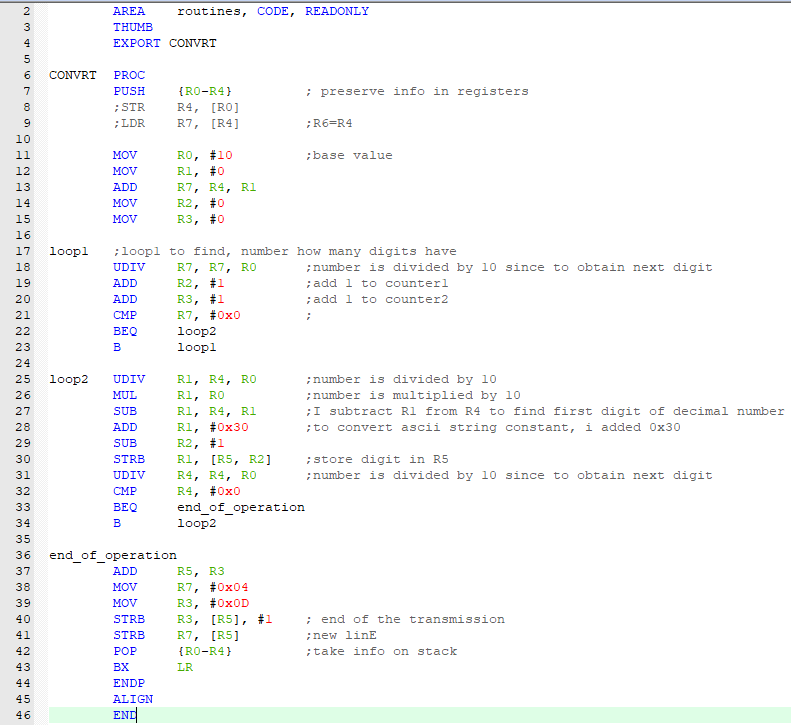 2 AREA routines, CODE, READONLY
3 THUMB
4 EXPORT CONVRT
5
6 CONVRT PROC
7 PUSH {R0-R4} ; preserve info in registers
8 ;STR R4, [R0]
9 ;LDR R7, [R4] ;R6=R4
10
11 MOV R0, #10 ;base value
12 MOV R1, #0
13 ADD R7, R4, R1
14 MOV R2, #0
15 MOV R3, #0
16
17 loop1 ;loop1 to find, number how many digits have
18 UDIV R7, R7, R0 ;number is divided by 10 since to obtain next digit
19 ADD R2, #1 ;add 1 to counter1
20 ADD R3, #1 ;add 1 to counter2
21 CMP R7, #0x0 ;
22 BEQ loop2
23 B loop1
24
25 loop2 UDIV R1, R4, R0 ;number is divided by 10
26 MUL R1, R0 ;number is multiplied by 10
27 SUB R1, R4, R1 ;I subtract R1 from R4 to find first digit of decimal number
28 ADD R1, #0x30 ;to convert ascii string constant, i added 0x30
29 SUB R2, #1
30 STRB R1, [R5, R2] ;store digit in R5
31 UDIV R4, R4, R0 ;number is divided by 10 since to obtain next digit
32 CMP R4, #0x0
33 BEQ end_of_operation
34 B loop2
35
36 end_of_operation
37 ADD R5, R3
38 MOV R7, #0x04
39 MOV R3, #0x0D
40 STRB R3, [R5], #1 ; end of the transmission
41 STRB R7, [R5] ;new linE
42 POP {R0-R4} ;take info on stack
43 BX LR
44 ENDP
45 ALIGN
46 END